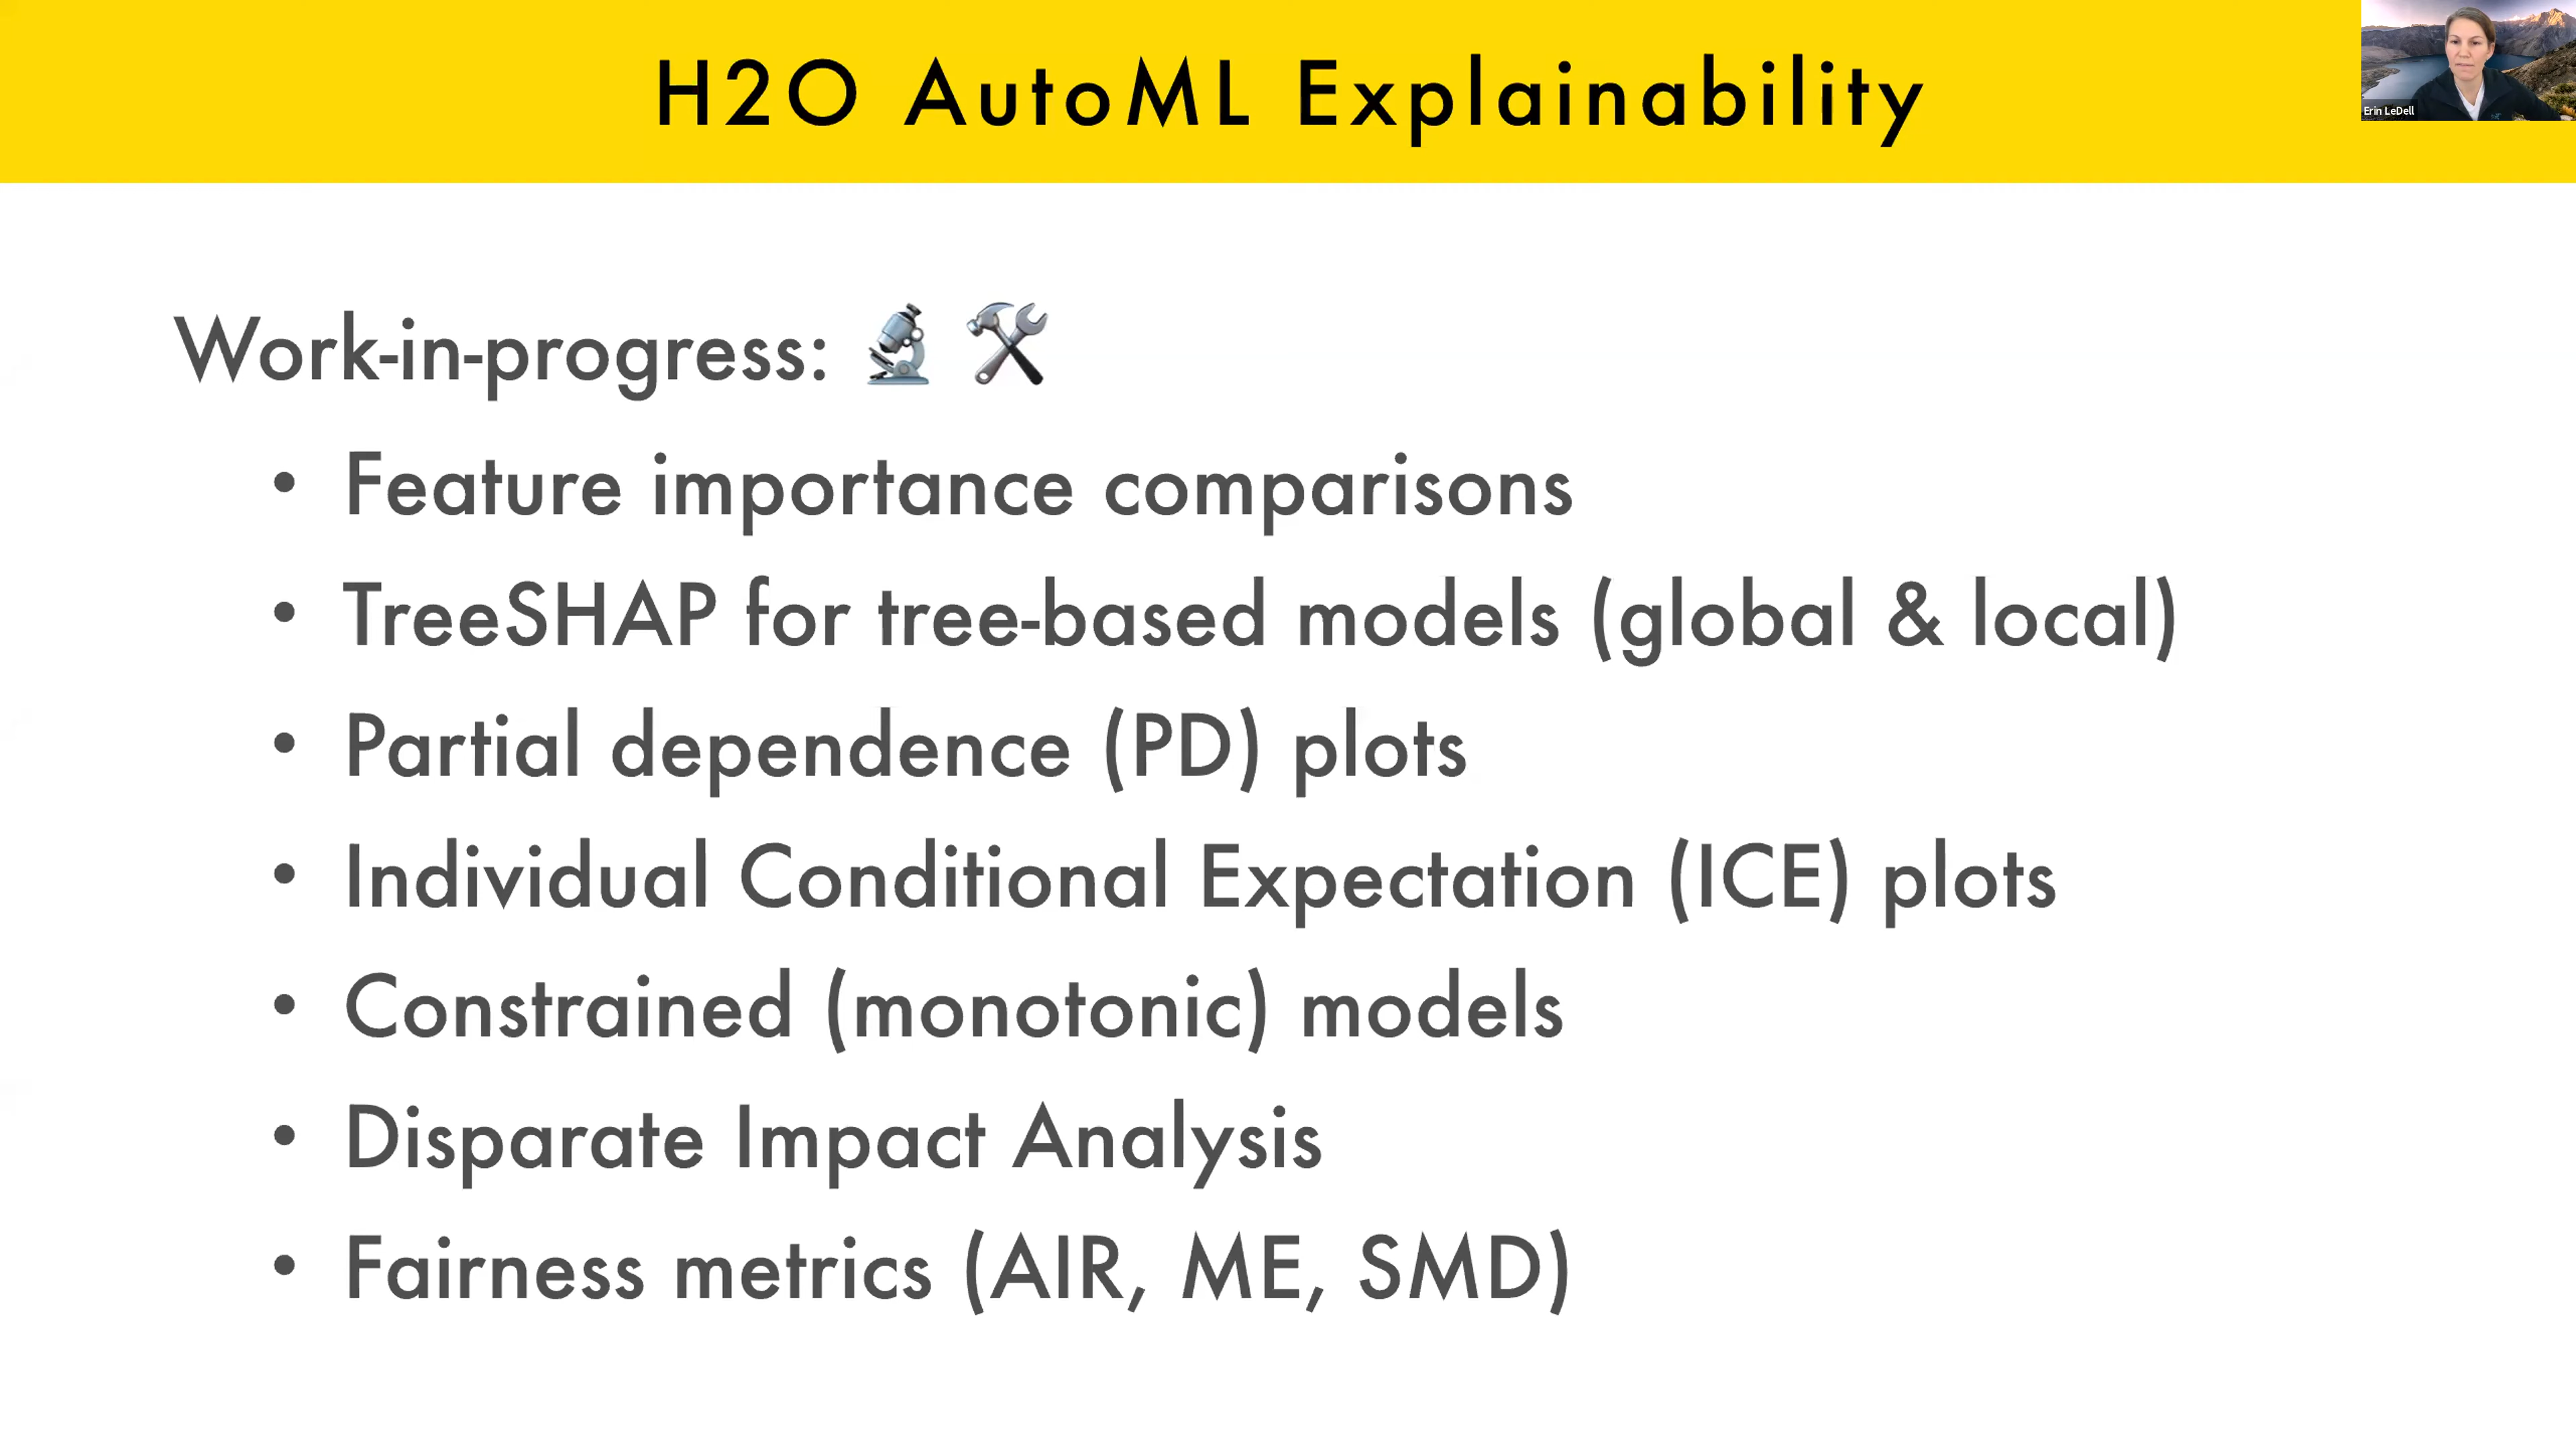 H2O AutoML Explainability
Erin LeDell
Work-in-progress: 🔬 🛠
• Feature importance comparisons
• TreeSHAP for tree-based models (global & local)
• Partial dependence (PD) plots
• Individual Conditional Expectation (ICE) plots
• Constrained (monotonic) models
• Disparate Impact Analysis
• Fairness metrics (AIR, ME, SMD)